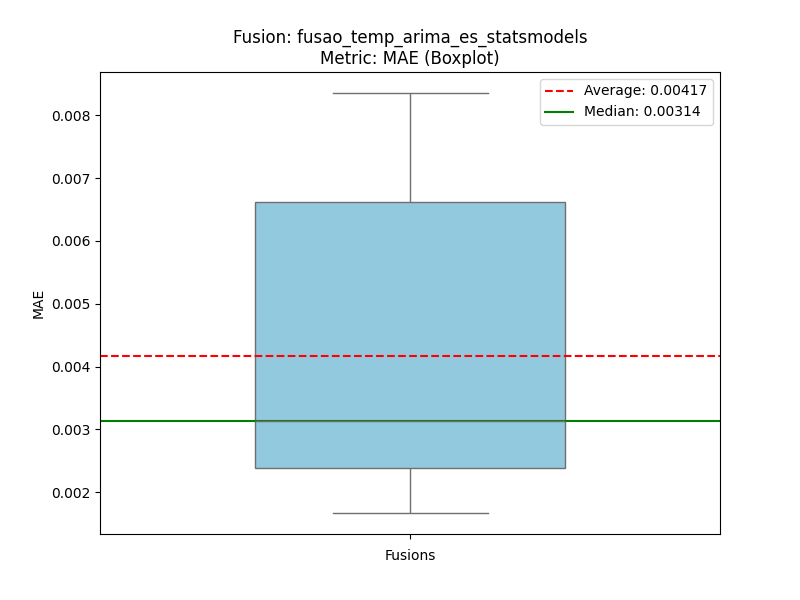 Fusion: fusao_temp_arima_es_statsmodels
Metric: MAE (Boxplot)
Average: 0.00417
Median: 0.00314
0.008
0.007
0.006
0.005
0.004
0.003
0.002
MAE
Fusions